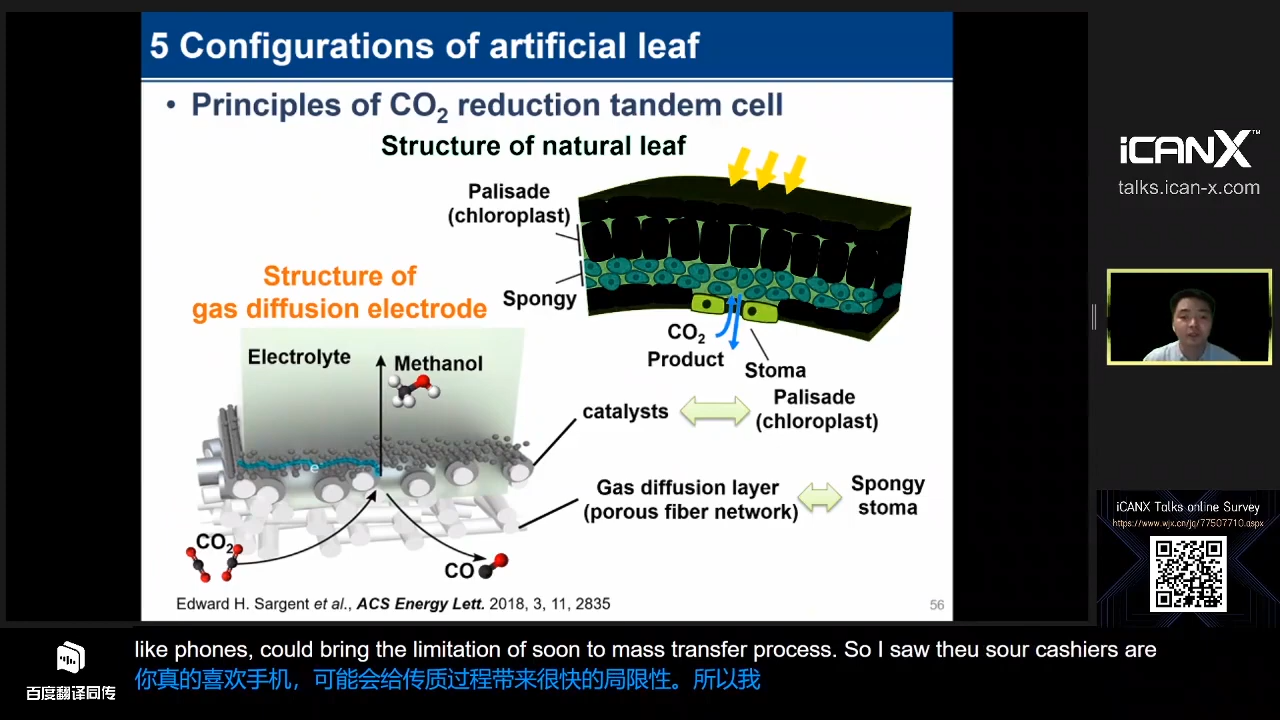 5 Configurations of artificial leaf
• Principles of CO₂ reduction tandem cell
Structure of natural leaf
Palisade
(chloroplast)
Spongy
CO₂
Product
Stoma
Structure of
gas diffusion electrode
Electrolyte
Methanol
e
catalysts
Palisade
(chloroplast)
Gas diffusion layer
(porous fiber network)
Spongy
stoma
CO₂
CO
Edward H. Sargent et al., ACS Energy Lett. 2018, 3, 11, 2835
56
iCANX™
talks.ican-x.com
iCANX Talks online Survey
https://www.wjx.cn/jq/77507710.aspx
百度翻译同传
like phones, could bring the limitation of soon to mass transfer process. So I saw theu sour cashiers are
你真的喜欢手机，可能会给传质过程带来很快的局限性。所以我